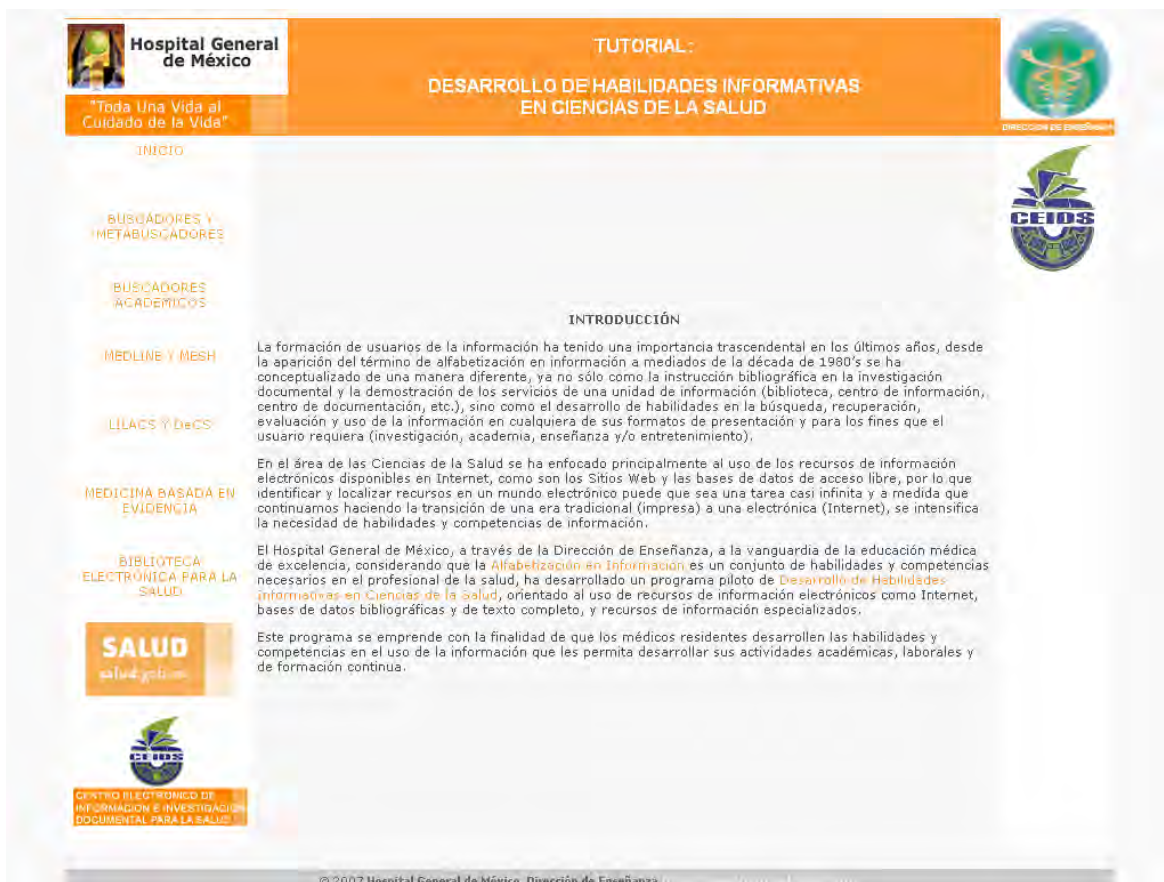 Hospital General
de México
"Toda Una Vida al
Cuidado de la Vida"
TUTORIAL:
DESARROLLO DE HABILIDADES INFORMATIVAS
EN CIENCIAS DE LA SALUD
DIRECCION DE ENSEÑANZA
CEIDS
INICIO
BUSCADORES Y
METABUSCADORES
BUSCADORES
ACADEMICOS
MEDLINE Y MESH
LILACS Y DeCS
MEDICINA BASADA EN
EVIDENCIA
BIBLIOTECA
ELECTRÓNICA PARA LA
SALUD
SALUD
CEIDS
CENTRO ELECTRONICO DE
INFORMACION E INVESTIGACION
DOCUMENTAL PARA LA SALUD
INTRODUCCIÓN
La formación de usuarios de la información ha tenido una importancia trascendental en los últimos años, desde
la aparición del término de alfabetización en información a mediados de la década de 1980's se ha
conceptualizado de una manera diferente, ya no sólo como la instrucción bibliográfica en la investigación
documental y la demostración de los servicios de una unidad de información (biblioteca, centro de información,
centro de documentación, etc.), sino como el desarrollo de habilidades en la búsqueda, recuperación,
evaluación y uso de la información en cualquiera de sus formatos de presentación y para los fines que el
usuario requiera (investigación, academia, enseñanza y/o entretenimiento).
En el área de las Ciencias de la Salud se ha enfocado principalmente al uso de los recursos de información
electrónicos disponibles en Internet, como son los Sitios Web y las bases de datos de acceso libre, por lo que
identificar y localizar recursos en un mundo electrónico puede que sea una tarea casi infinita y a medida que
continuamos haciendo la transición de una era tradicional (impresa) a una electrónica (Internet), se intensifica
la necesidad de habilidades y competencias de información.
El Hospital General de México, a través de la Dirección de Enseñanza, a la vanguardia de la educación médica
de excelencia, considerando que la Alfabetización en Información es un conjunto de habilidades y competencias
necesarios en el profesional de la salud, ha desarrollado un programa piloto de Desarrollo de Habilidades
informativas en Ciencias de la Salud, orientado al uso de recursos de información electrónicos como Internet,
bases de datos bibliográficas y de texto completo, y recursos de información especializados.
Este programa se emprende con la finalidad de que los médicos residentes desarrollen las habilidades y
competencias en el uso de la información que les permita desarrollar sus actividades académicas, laborales y
de formación continua.
© 2007 Hospital General de México, Dirección de Enseñanza